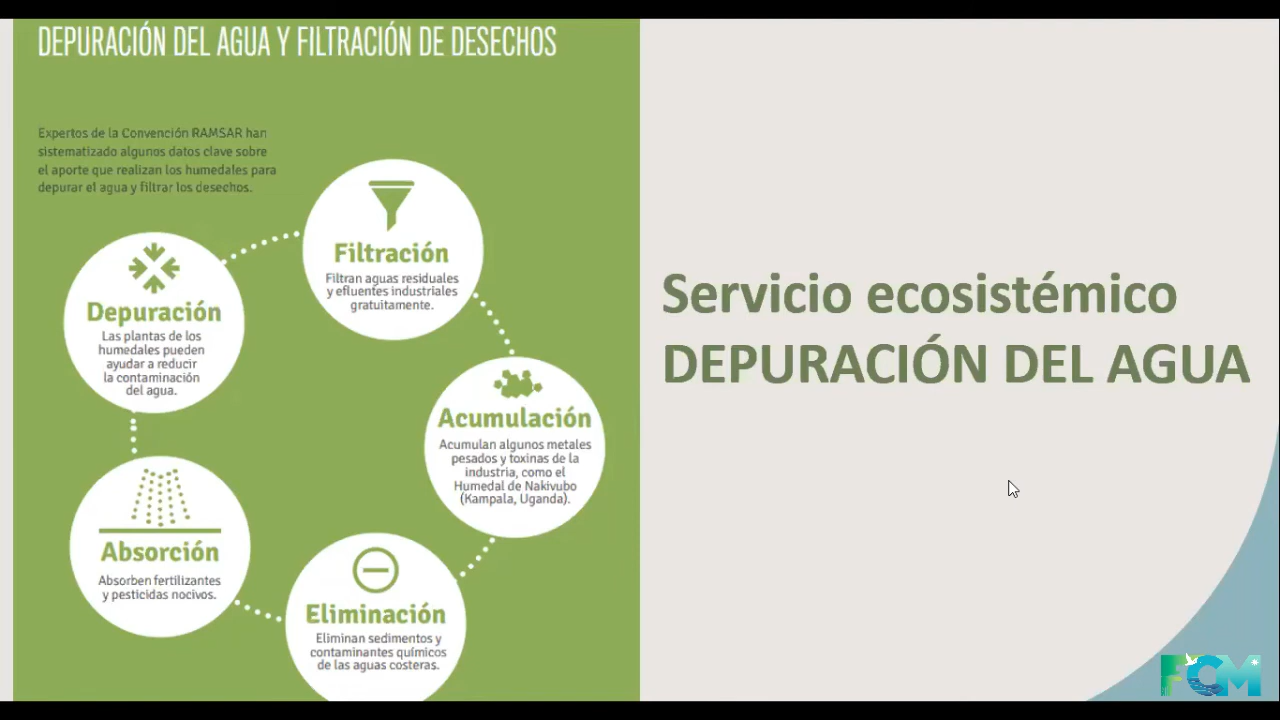 DEPURACIÓN DEL AGUA Y FILTRACIÓN DE DESECHOS
Expertos de la Convención RAMSAR han
sistematizado algunos datos clave sobre
el aporte que realizan los humedales para
depurar el agua y filtrar los desechos.
Filtración
Filtran aguas residuales
y efluentes industriales
gratuitamente.
Depuración
Las plantas de los
humedales pueden
ayudar a reducir
la contaminación
del agua.
Acumulación
Acumulan algunos metales
pesados y toxinas de la
industria, como el
Humedal de Nakivubo
(Kampala, Uganda).
Absorción
Absorben fertilizantes
y pesticidas nocivos.
Eliminación
Eliminan sedimentos y
contaminantes químicos
de las aguas costeras.
Servicio ecosistémico
DEPURACIÓN DEL AGUA
FCM